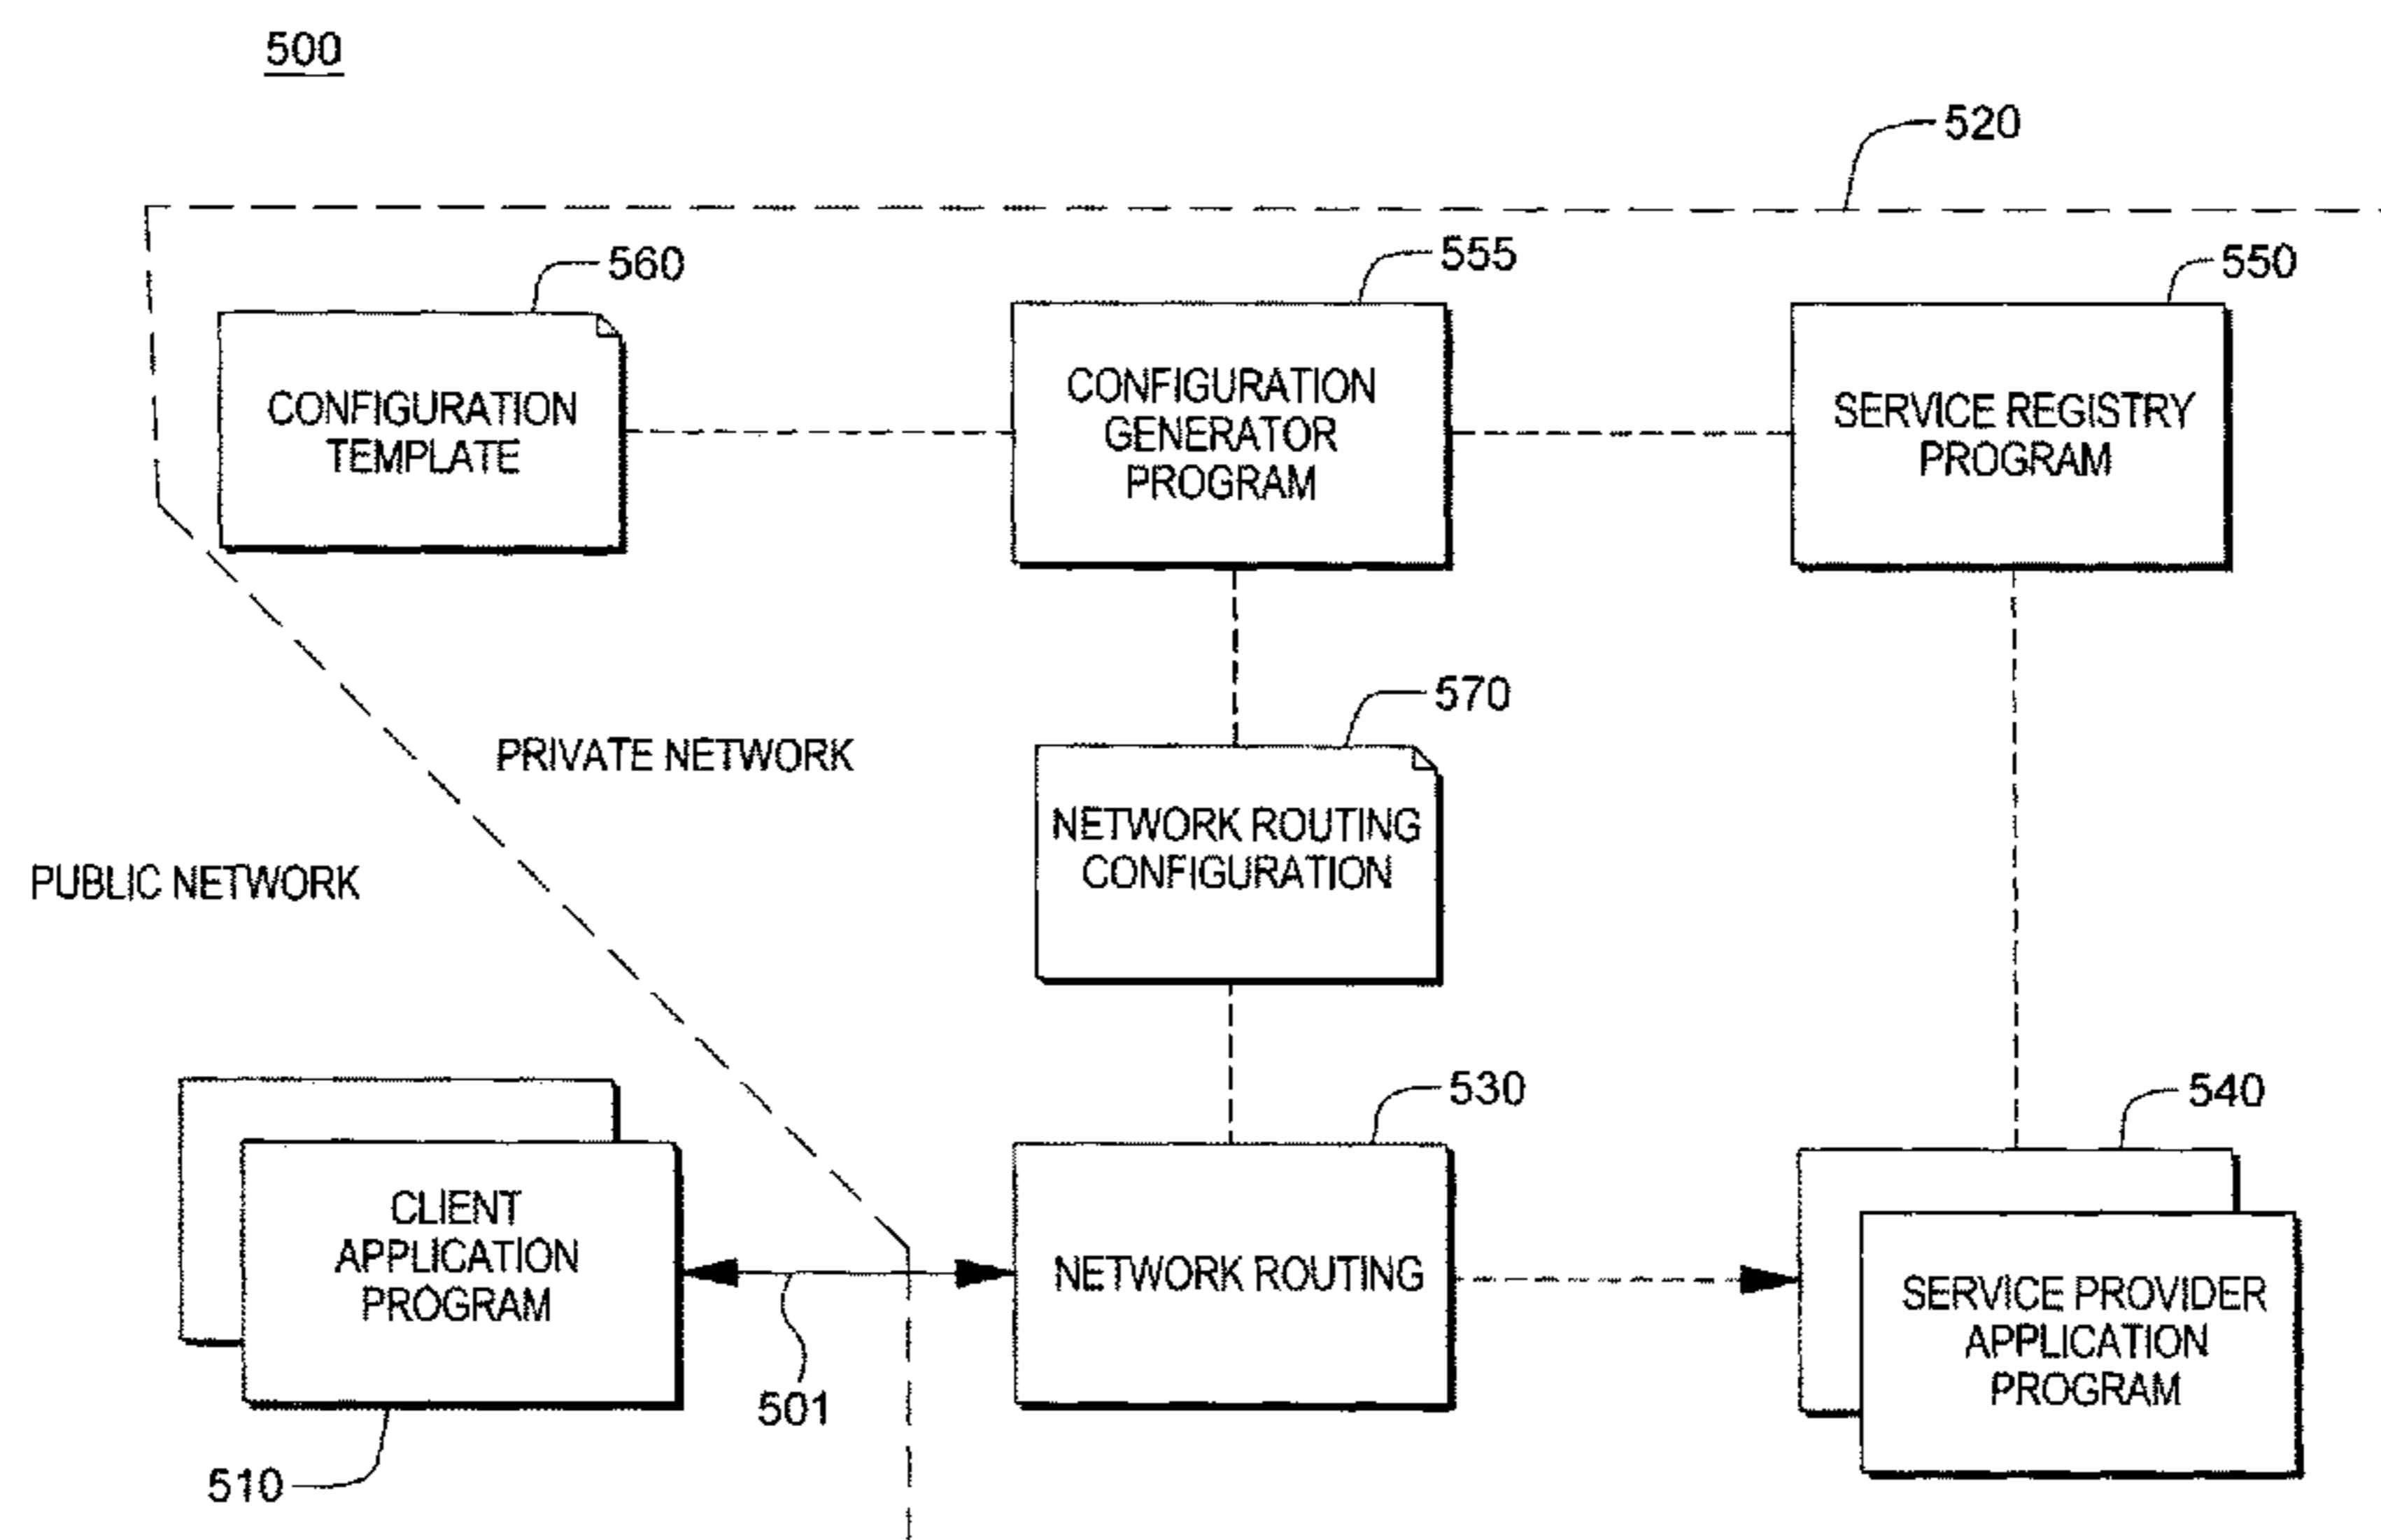 500
520
560
555
550
CONFIGURATION
TEMPLATE
CONFIGURATION
GENERATOR
PROGRAM
SERVICE REGISTRY
PROGRAM
570
PRIVATE NETWORK
NETWORK ROUTING
CONFIGURATION
PUBLIC NETWORK
530
540
CLIENT
APPLICATION
PROGRAM
NETWORK ROUTING
SERVICE PROVIDER
APPLICATION
PROGRAM
501
510